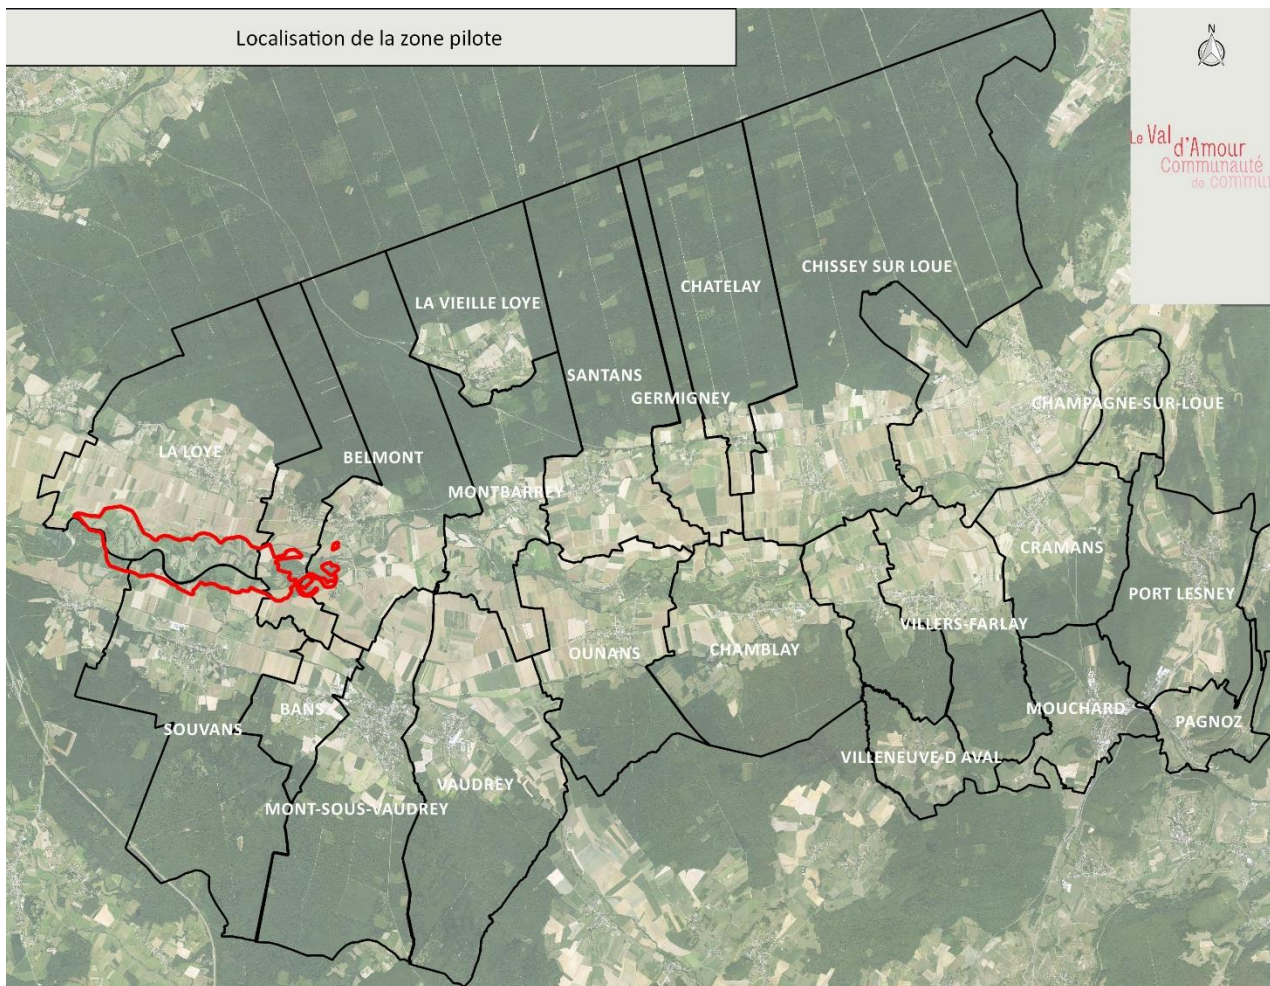 Localisation de la zone pilote
N
Le Val
d'Amour
Communauté
de commun
CHISSEY SUR LOUE
CHATELAY
LA VIEILLE LOYE
SANTANS
GERMIGNEY
CHAMPAGNE-SUR-LOUE
LA LOYE
BELMONT
MONTBARREY
CRAMANS
PORT LESNEY
VILLERS-FARLAY
OUNANS
CHAMBLAY
BANS
MOUCHARD
PAGNOZ
SOUVANS
VILLENEUVE-D AVAL
VAUDREY
MONT-SOUS-VAUDREY